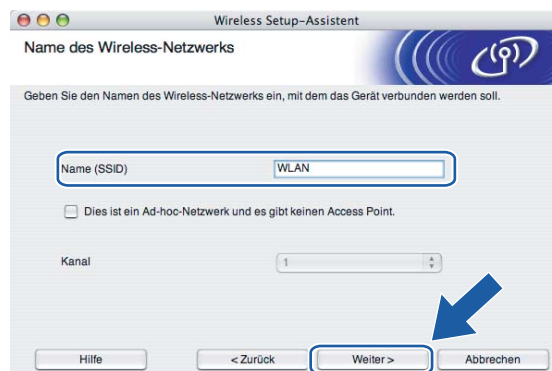 Wireless Setup-Assistent
Name des Wireless-Netzwerks
Geben Sie den Namen des Wireless-Netzwerks ein, mit dem das Gerät verbunden werden soll.
Name (SSID) WLAN
Dies ist ein Ad-hoc-Netzwerk und es gibt keinen Access Point.
Kanal 1
Hilfe < Zurück Weiter > Abbrechen